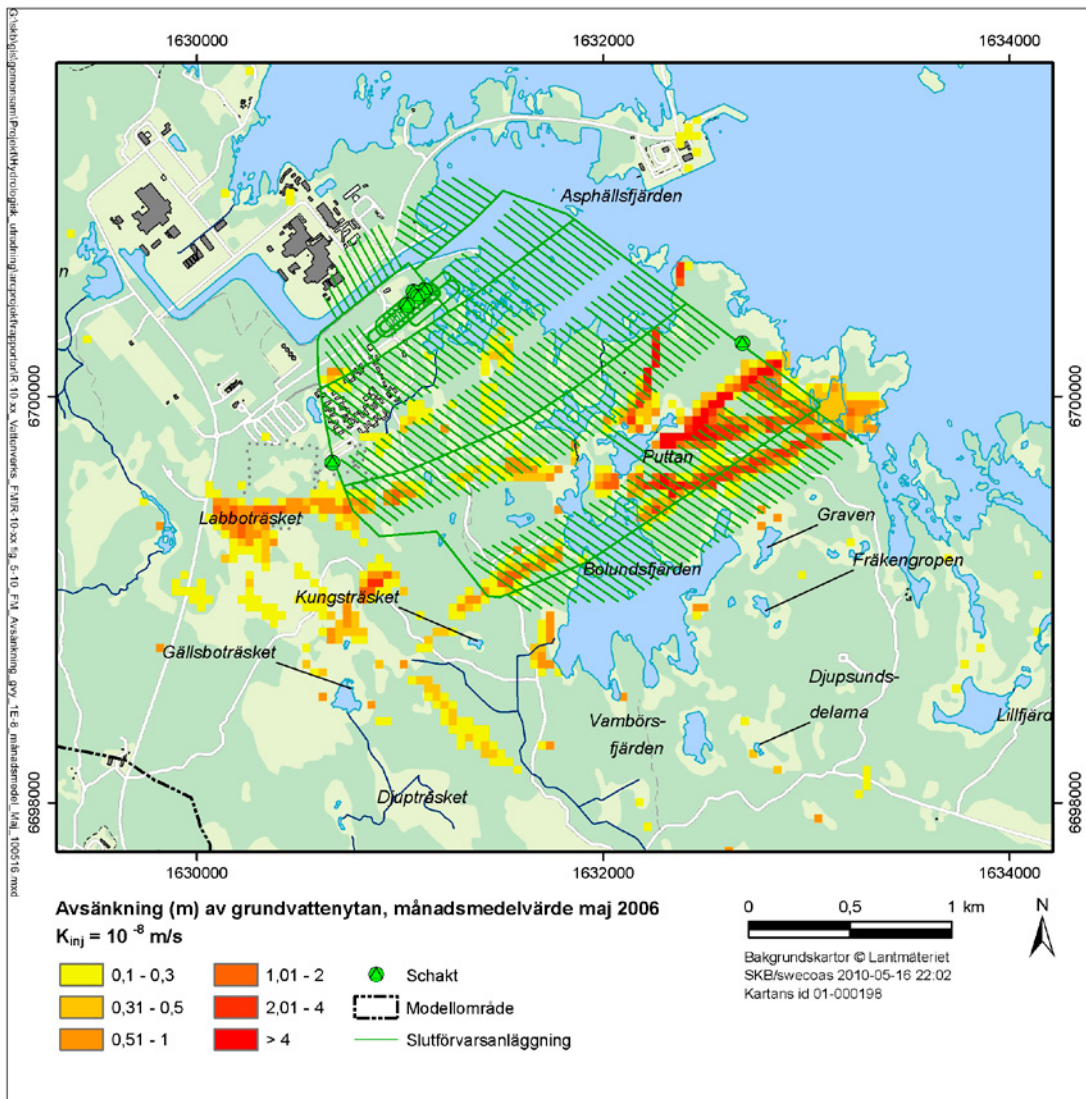 1630000
1632000
1634000
Asphällsfjärden
n
6700000
6700000
Puttan
Labboträsket
Graven
Bolundsfjärden
Fräkengropen
Kungsträsket
Gällsboträsket
Djupsunds-
delarna
Vambörs-
fjärden
Lillfjärd
Djupträsket
6698000
6698000
1630000
1632000
1634000
Avsänkning (m) av grundvattenytan, månadsmedelvärde maj 2006
Kinj = 10 -8 m/s
0,1 - 0,3
0,31 - 0,5
0,51 - 1
1,01 - 2
2,01 - 4
> 4
Schakt
Modellområde
Slutförvarsanläggning
0 0,5 1 km
N
Bakgrundskartor © Lantmäteriet
SKB/swecoas 2010-05-16 22:02
Kartans id 01-000198